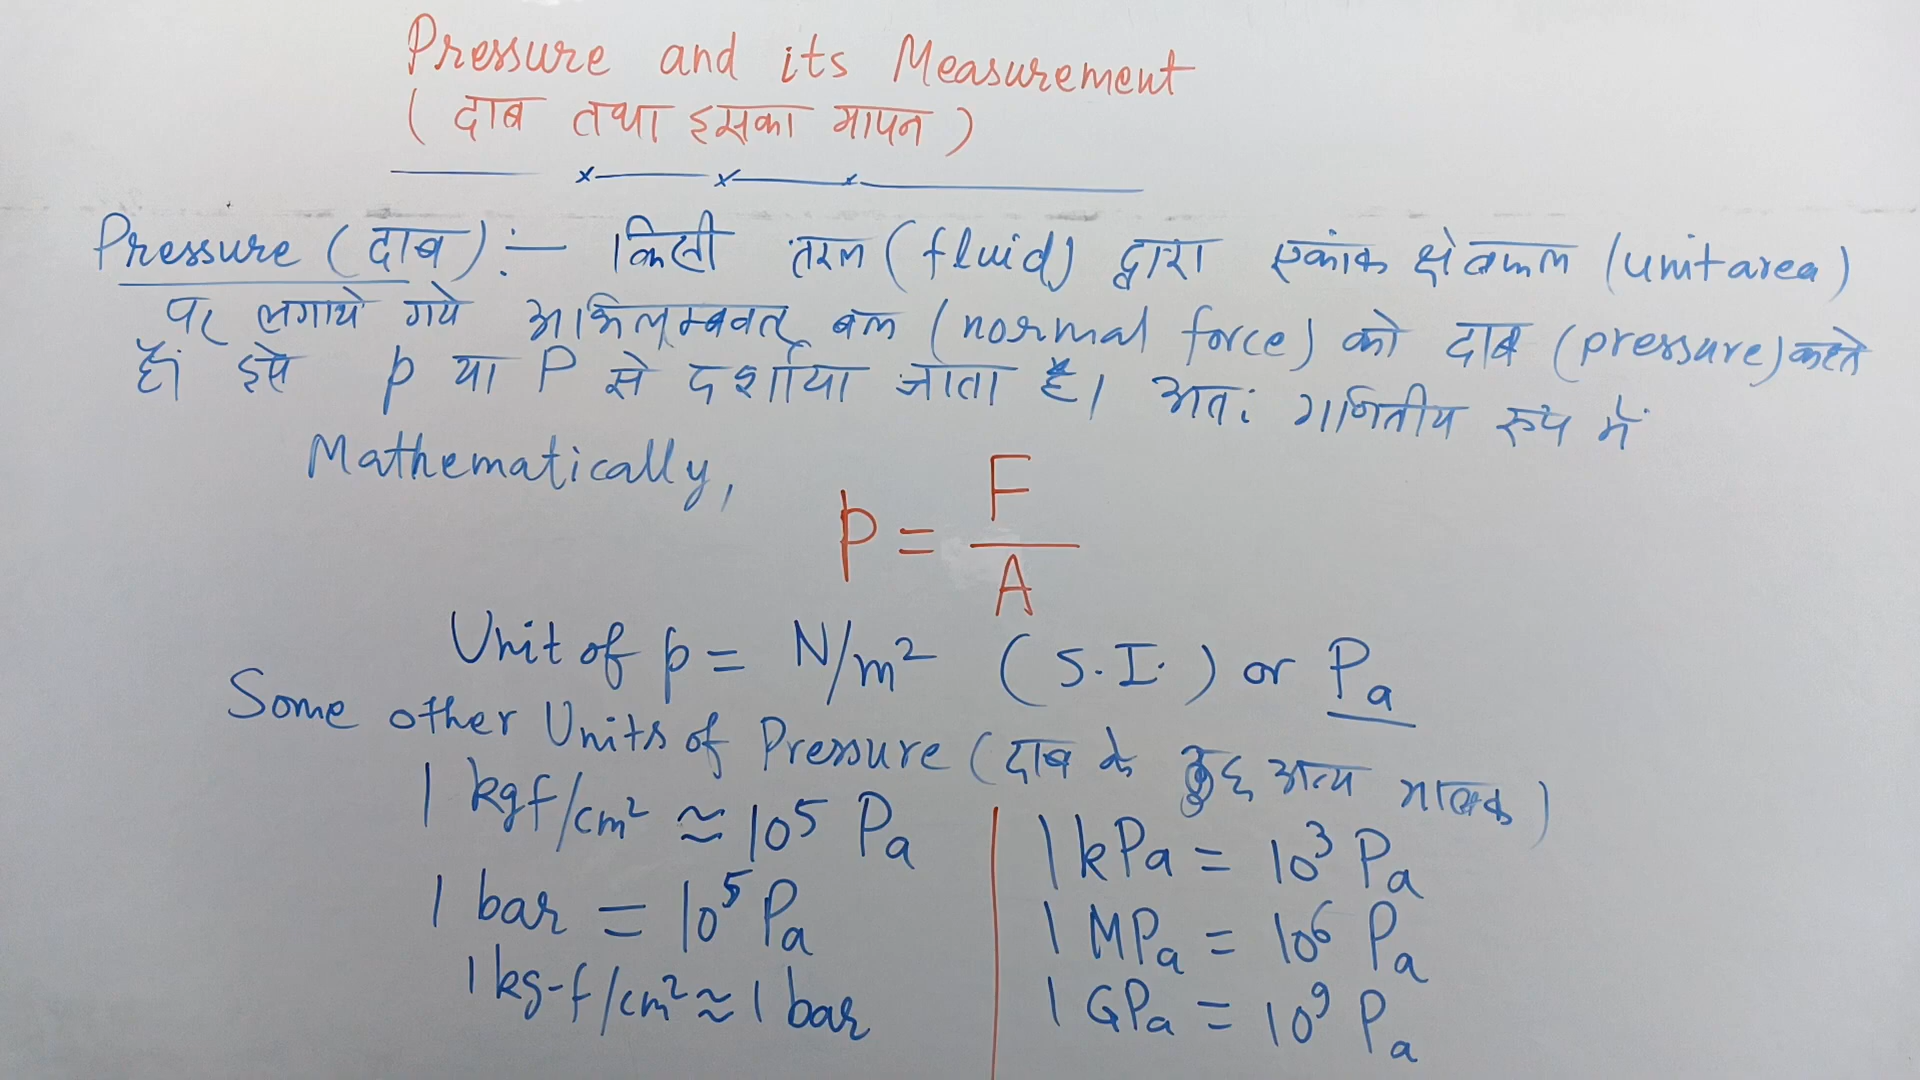 Pressure and its Measurement
( दाब तथा इसका मापन )
Pressure ( दाब ) :- किसी तरल ( fluid ) द्वारा एकांक क्षेत्रफल (unit area)
पर लगाये गये अभिलम्बवत् बल (normal force) को दाब (pressure) कहते
हैं। इसे p या P से दर्शाया जाता है। अतः गणितीय रूप में
Mathematically,
p = F/A
Unit of p = N/m² (S.I.) or Pa
Some other Units of Pressure ( दाब के कुछ अन्य मात्रक )
1 kgf/cm² ≈ 10⁵ Pa
1 bar = 10⁵ Pa
1 kg-f/cm² ≈ 1 bar
1 kPa = 10³ Pa
1 MPa = 10⁶ Pa
1 GPa = 10⁹ Pa